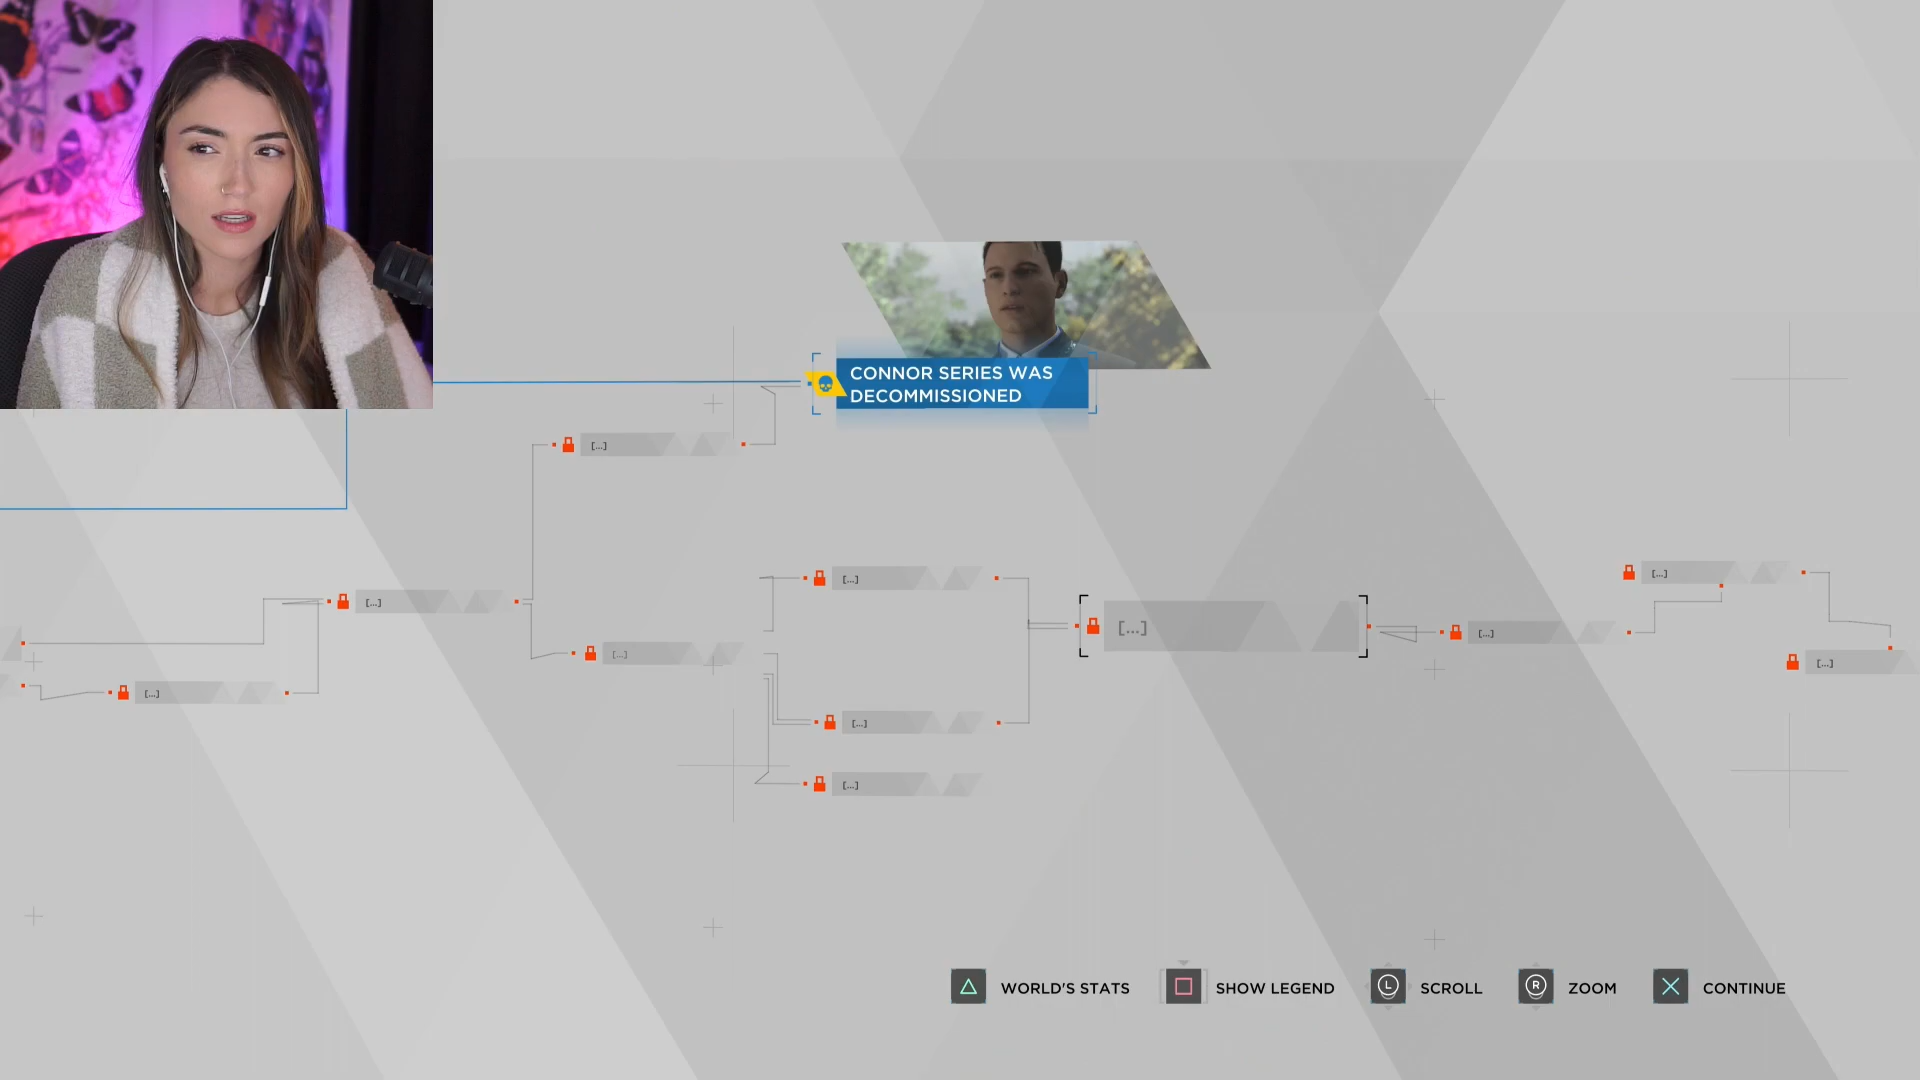 CONNOR SERIES WAS
DECOMMISSIONED
[...]
[...]
[...]
[...]
[...]
[...]
[...]
[...]
[...]
[...]
[...]
WORLD'S STATS
SHOW LEGEND
L
SCROLL
R
ZOOM
CONTINUE